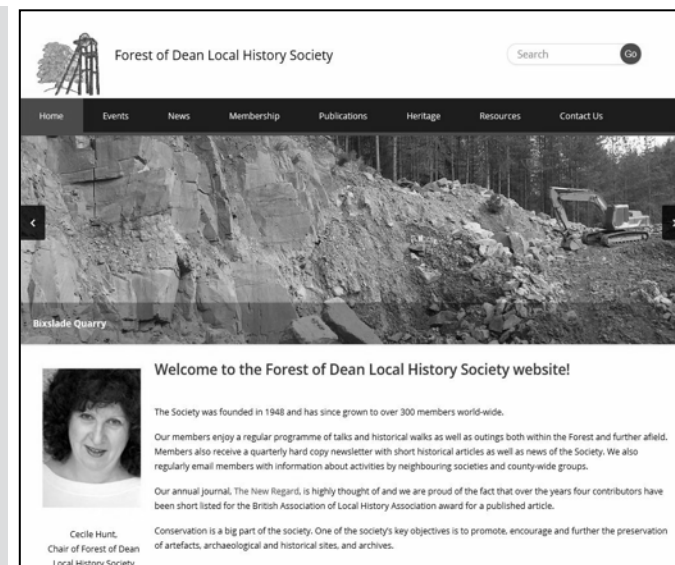 Forest of Dean Local History Society
Search
Go
Home
Events
News
Membership
Publications
Heritage
Resources
Contact Us
Bixslade Quarry
Welcome to the Forest of Dean Local History Society website!
The Society was founded in 1948 and has since grown to over 300 members world-wide.
Our members enjoy a regular programme of talks and historical walks as well as outings both within the Forest and further afield.
Members also receive a quarterly hard copy newsletter with short historical articles as well as news of the Society. We also
regularly email members with information about activities by neighbouring societies and county-wide groups.
Our annual journal, The New Regard, is highly thought of and we are proud of the fact that over the years four contributors have
been short listed for the British Association of Local History Association award for a published article.
Conservation is a big part of the society. One of the society's key objectives is to promote, encourage and further the preservation
of artefacts, archaeological and historical sites, and archives.
Cecile Hunt,
Chair of Forest of Dean
Local History Society